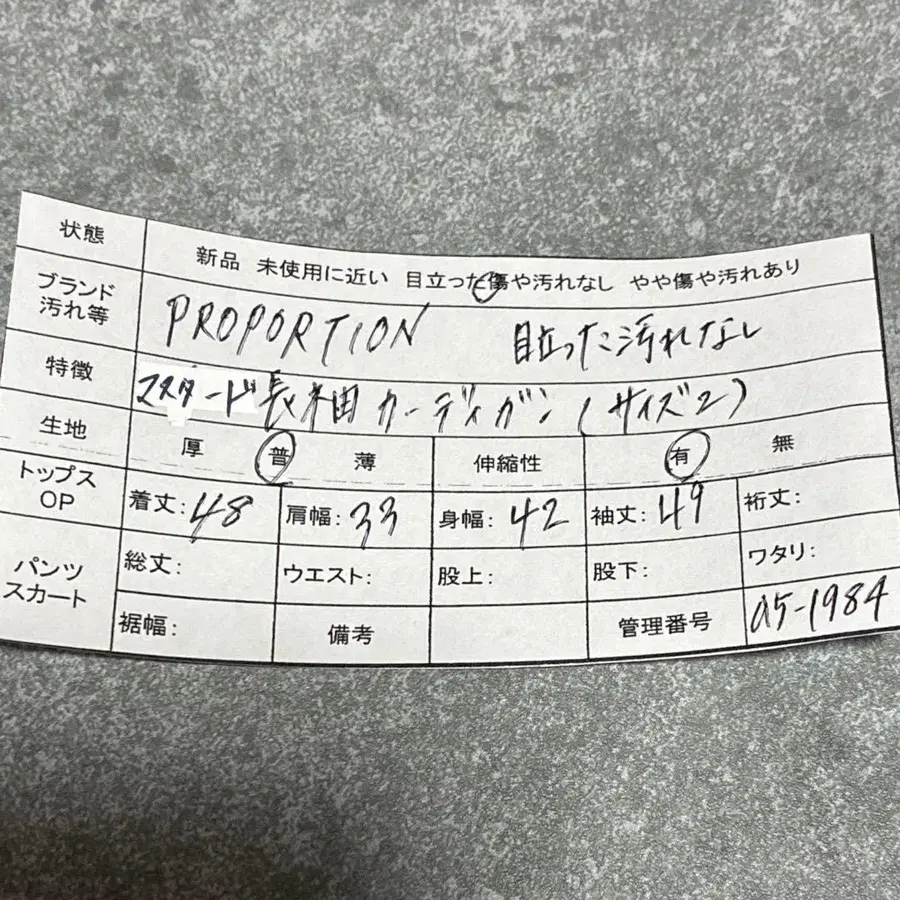 状態 新品 未使用に近い 目立った傷や汚れなし やや傷や汚れあり
ブランド 汚れ等 PROPORTION 目立った汚れなし
特徴 マスタード長袖カーディガン(サイズ2)
生地 厚 普 薄 伸縮性 有 無
トップス OP 着丈:48 肩幅:33 身幅:42 袖丈:49 裄丈:
パンツ スカート 総丈: ウエスト: 股上: 股下: ワタリ:
裾幅: 備考 管理番号 a5-1984